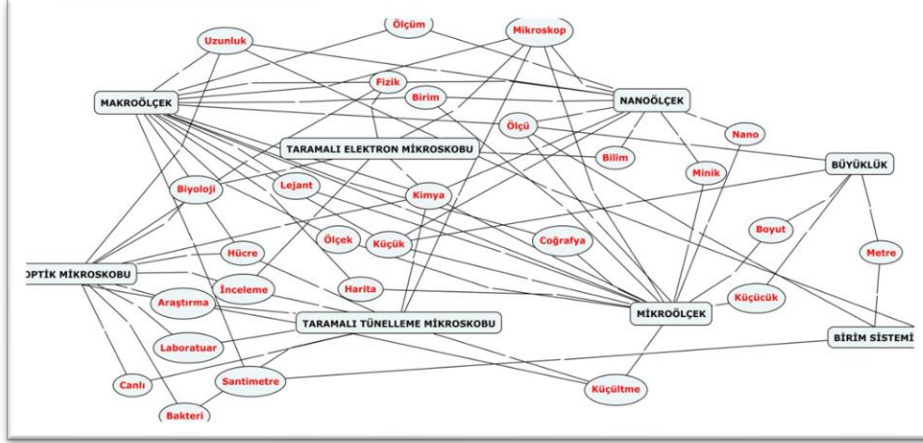 Ölçüm
Mikroskop
Uzunluk
Fizik
Birim
MAKROÖLÇEK
NANOÖLÇEK
Ölçü
Nano
TARAMALI ELEKTRON MİKROSKOBU
Bilim
BÜYÜKLÜK
Minik
Biyoloji
Lejant
Kimya
Boyut
Ölçek
Küçük
Coğrafya
Hücre
Metre
OPTİK MİKROSKOBU
İnceleme
Harita
Küçücük
Araştırma
MİKROÖLÇEK
TARAMALI TÜNELLEME MİKROSKOBU
BİRİM SİSTEMİ
Laboratuar
Canlı
Santimetre
Küçültme
Bakteri